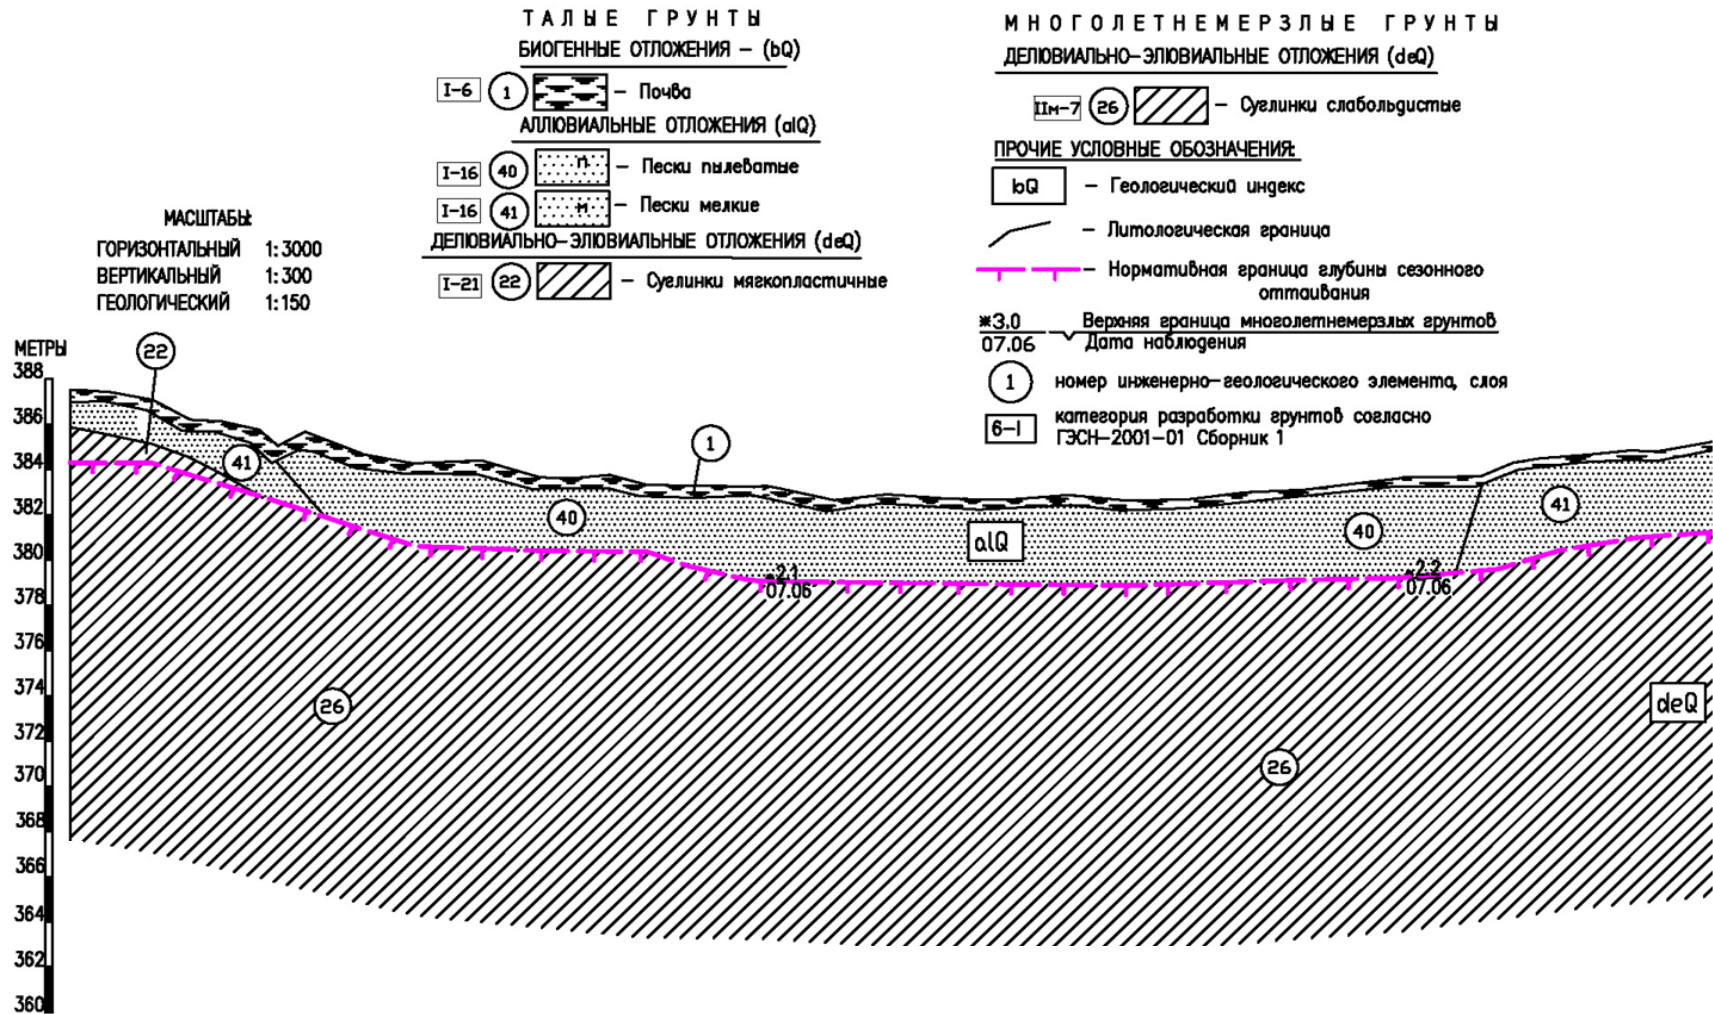 ТАЛЫЕ ГРУНТЫ
БИОГЕННЫЕ ОТЛОЖЕНИЯ – (bQ)
I-6 1 – Почва
АЛЛЮВИАЛЬНЫЕ ОТЛОЖЕНИЯ (alQ)
I-16 40 п – Пески пылеватые
I-16 41 м – Пески мелкие
ДЕЛЮВИАЛЬНО-ЭЛЮВИАЛЬНЫЕ ОТЛОЖЕНИЯ (deQ)
I-21 22 – Суглинки мягкопластичные
МНОГОЛЕТНЕМЕРЗЛЫЕ ГРУНТЫ
ДЕЛЮВИАЛЬНО-ЭЛЮВИАЛЬНЫЕ ОТЛОЖЕНИЯ (deQ)
IIм-7 26 – Суглинки слабольдистые
ПРОЧИЕ УСЛОВНЫЕ ОБОЗНАЧЕНИЯ:
bQ – Геологический индекс
– Литологическая граница
– Нормативная граница глубины сезонного
оттаивания
*3.0 Верхняя граница многолетнемерзлых грунтов
07.06 Дата наблюдения
1 номер инженерно-геологического элемента, слоя
6-I категория разработки грунтов согласно
ГЭСН-2001-01 Сборник 1
МАСШТАБЫ:
ГОРИЗОНТАЛЬНЫЙ 1:3000
ВЕРТИКАЛЬНЫЙ 1:300
ГЕОЛОГИЧЕСКИЙ 1:150
МЕТРЫ
388
386
384
382
380
378
376
374
372
370
368
366
364
362
360
22
41
1
40
alQ
40
41
2.1
07.06
2.2
07.06
26
deQ
26